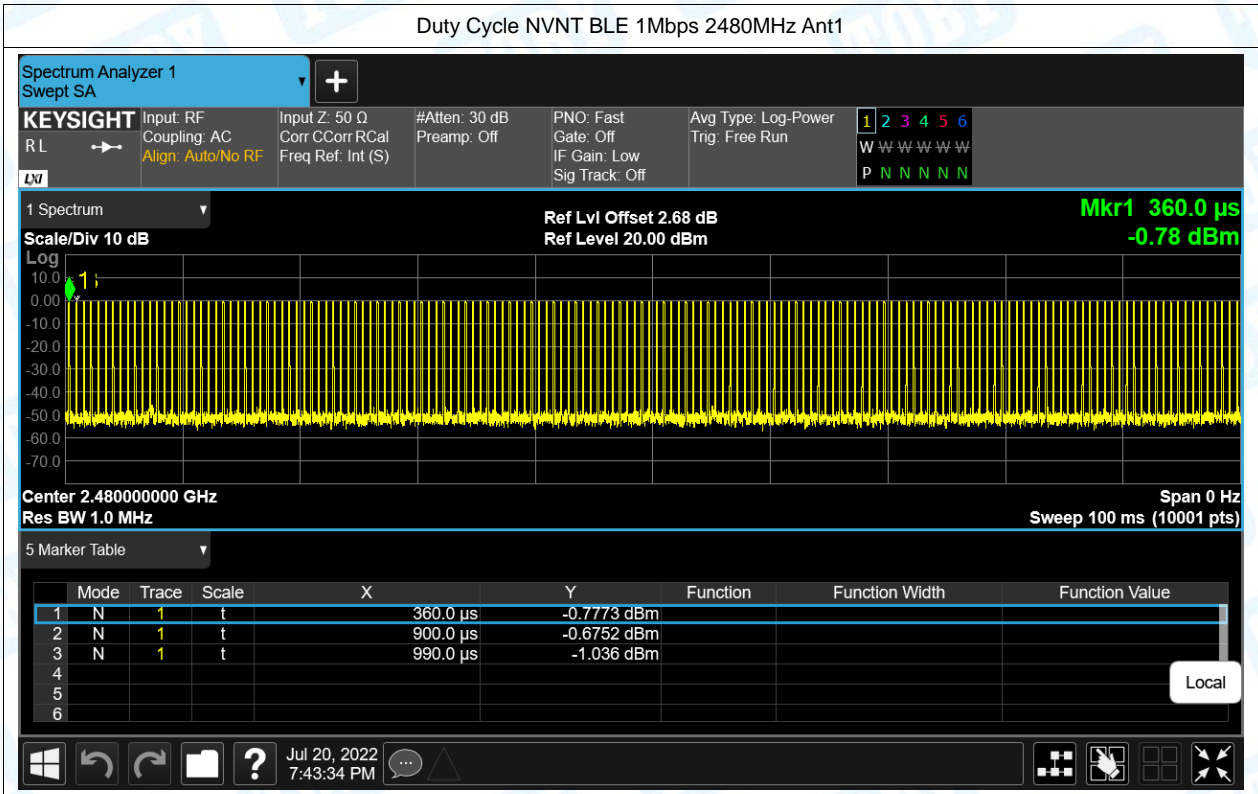 Duty Cycle NVNT BLE 1Mbps 2480MHz Ant1
Spectrum Analyzer 1
Swept SA
KEYSIGHT
RL
LXI
Input: RF
Coupling: AC
Align: Auto/No RF
Input Z: 50 Ω
Corr CCorr RCal
Freq Ref: Int (S)
#Atten: 30 dB
Preamp: Off
PNO: Fast
Gate: Off
IF Gain: Low
Sig Track: Off
Avg Type: Log-Power
Trig: Free Run
1 2 3 4 5 6
W W W W W W
P N N N N N
1 Spectrum
Scale/Div 10 dB
Ref Lvl Offset 2.68 dB
Ref Level 20.00 dBm
Mkr1 360.0 µs
-0.78 dBm
Log
10.0
1
0.00
-10.0
-20.0
-30.0
-40.0
-50.0
-60.0
-70.0
Center 2.480000000 GHz
Span 0 Hz
Res BW 1.0 MHz
Sweep 100 ms (10001 pts)
5 Marker Table
Mode Trace Scale X Y Function Function Width Function Value
1 N 1 t 360.0 µs -0.7773 dBm
2 N 1 t 900.0 µs -0.6752 dBm
3 N 1 t 990.0 µs -1.036 dBm
4
5
6
Local
?
Jul 20, 2022
7:43:34 PM